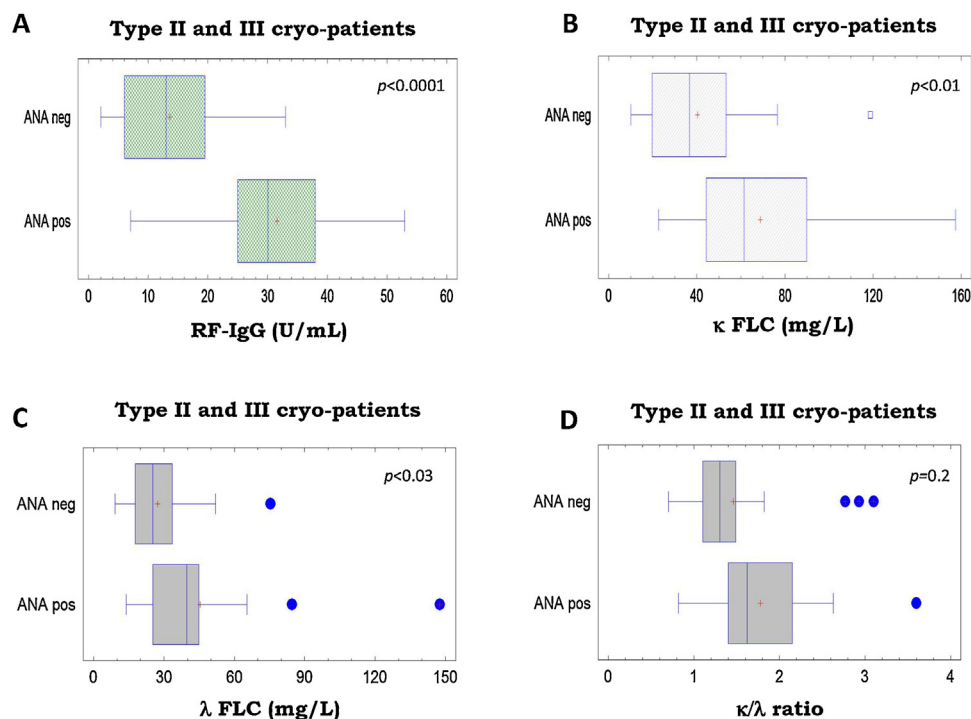 A
Type II and III cryo-patients
p<0.0001
ANA neg
ANA pos
0 10 20 30 40 50 60
RF-IgG (U/mL)
B
Type II and III cryo-patients
p<0.01
ANA neg
ANA pos
0 40 80 120 160
κ FLC (mg/L)
C
Type II and III cryo-patients
p<0.03
ANA neg
ANA pos
0 30 60 90 120 150
λ FLC (mg/L)
D
Type II and III cryo-patients
p=0.2
ANA neg
ANA pos
0 1 2 3 4
κ/λ ratio